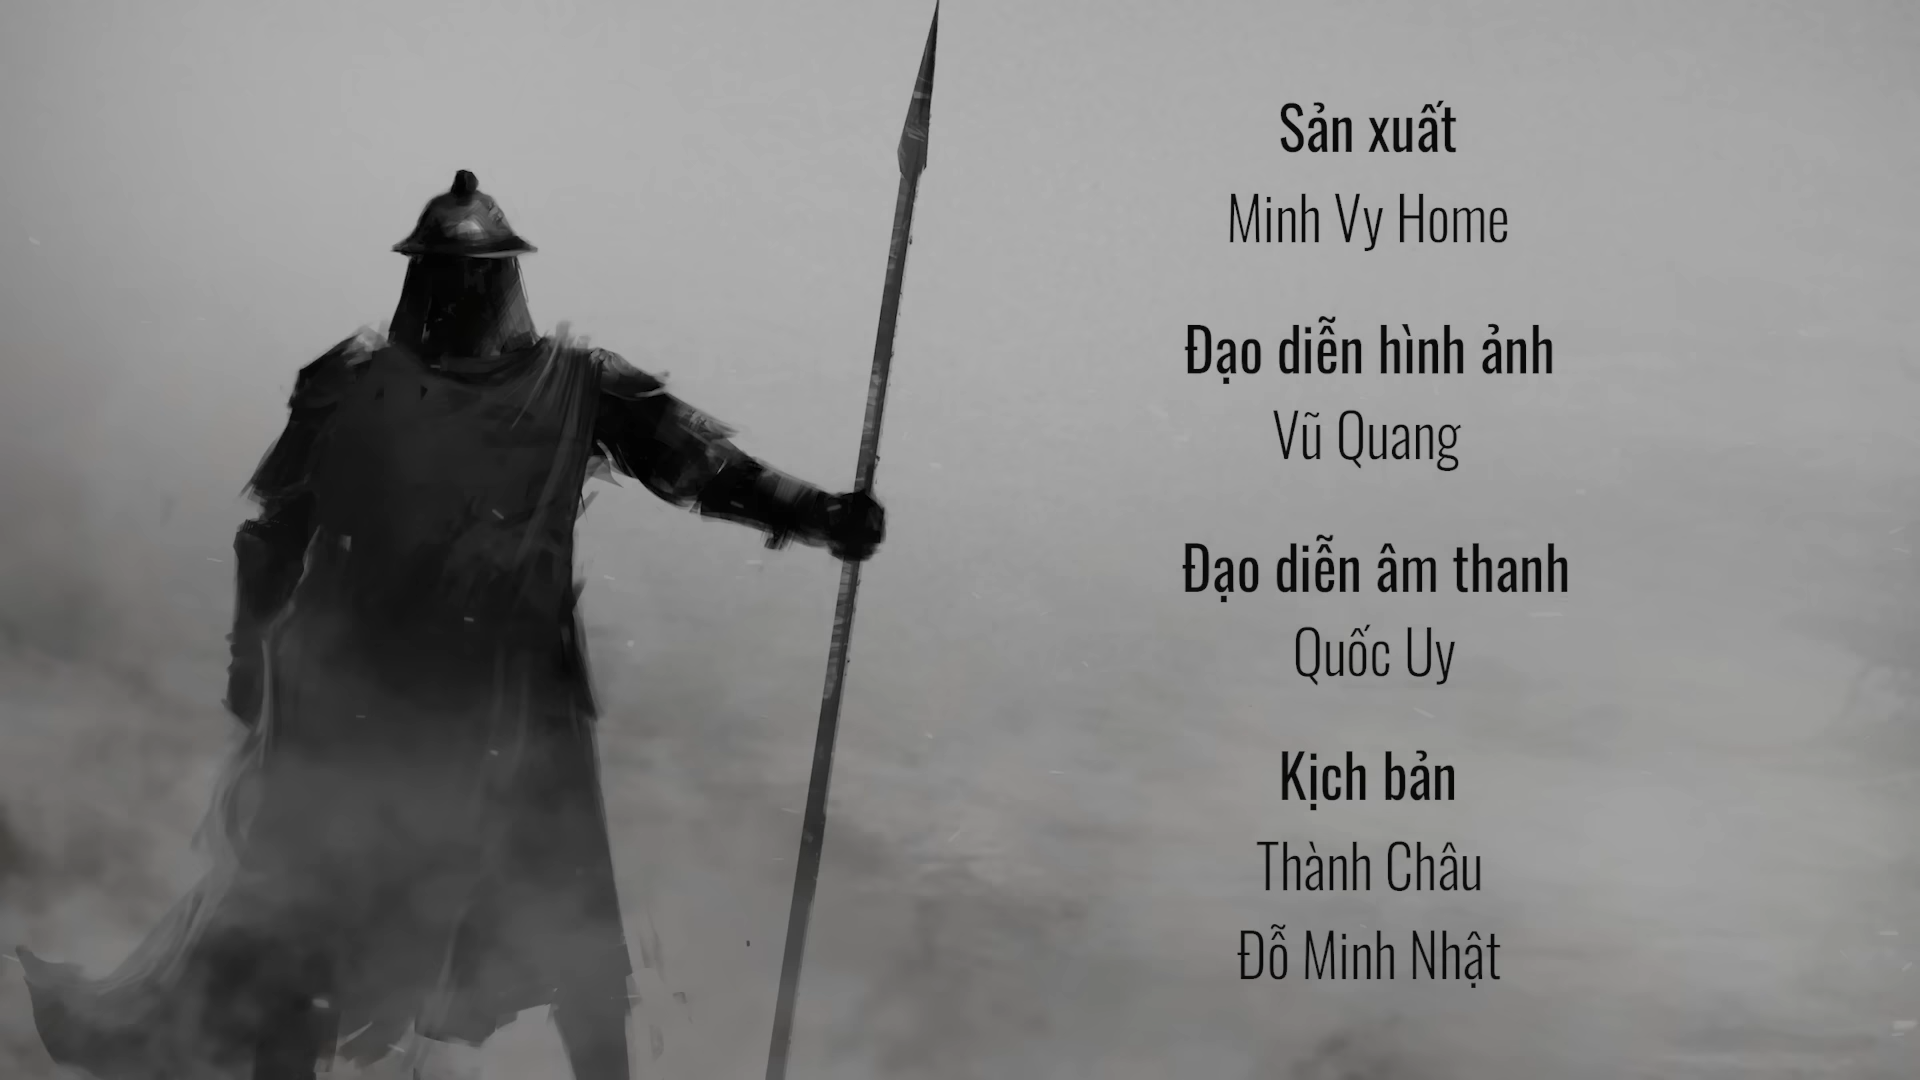 Sản xuất
Minh Vy Home
Đạo diễn hình ảnh
Vũ Quang
Đạo diễn âm thanh
Quốc Uy
Kịch bản
Thành Châu
Đỗ Minh Nhật